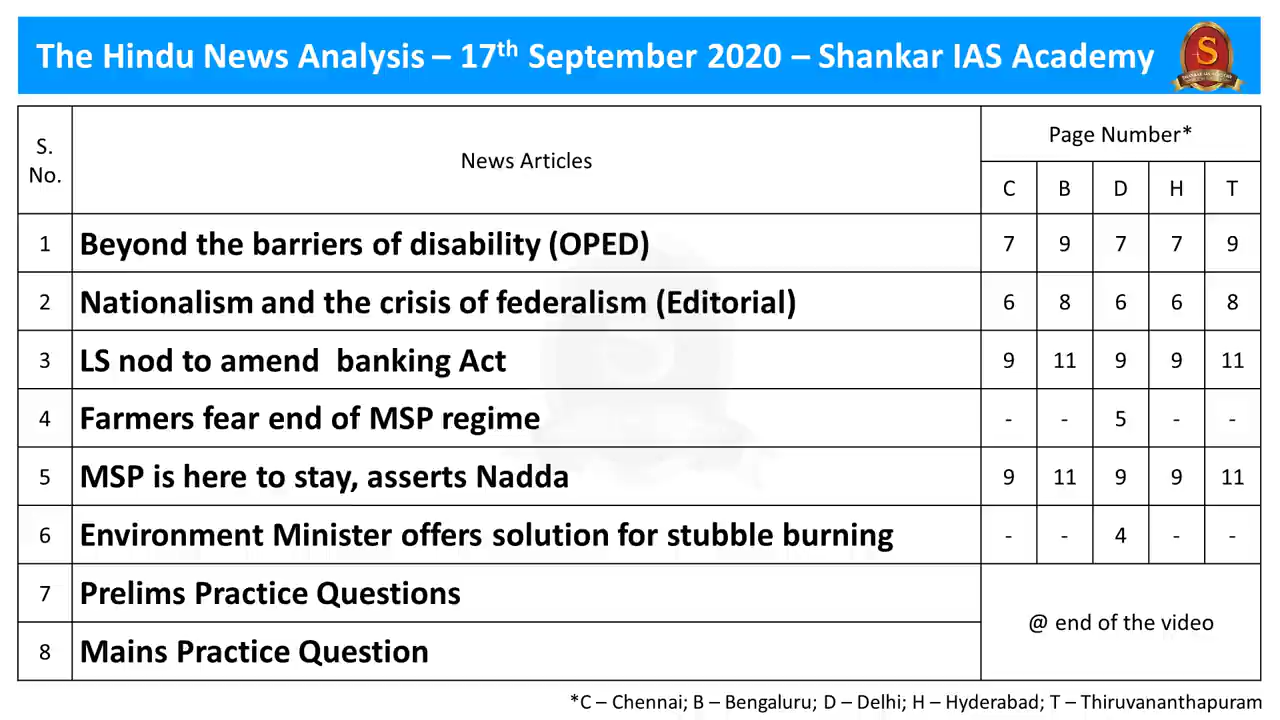 The Hindu News Analysis – 17th September 2020 – Shankar IAS Academy
S. No. News Articles Page Number*
C B D H T
1 Beyond the barriers of disability (OPED) 7 9 7 7 9
2 Nationalism and the crisis of federalism (Editorial) 6 8 6 6 8
3 LS nod to amend banking Act 9 11 9 9 11
4 Farmers fear end of MSP regime - - 5 - -
5 MSP is here to stay, asserts Nadda 9 11 9 9 11
6 Environment Minister offers solution for stubble burning - - 4 - -
7 Prelims Practice Questions
@ end of the video
8 Mains Practice Question
*C – Chennai; B – Bengaluru; D – Delhi; H – Hyderabad; T – Thiruvananthapuram